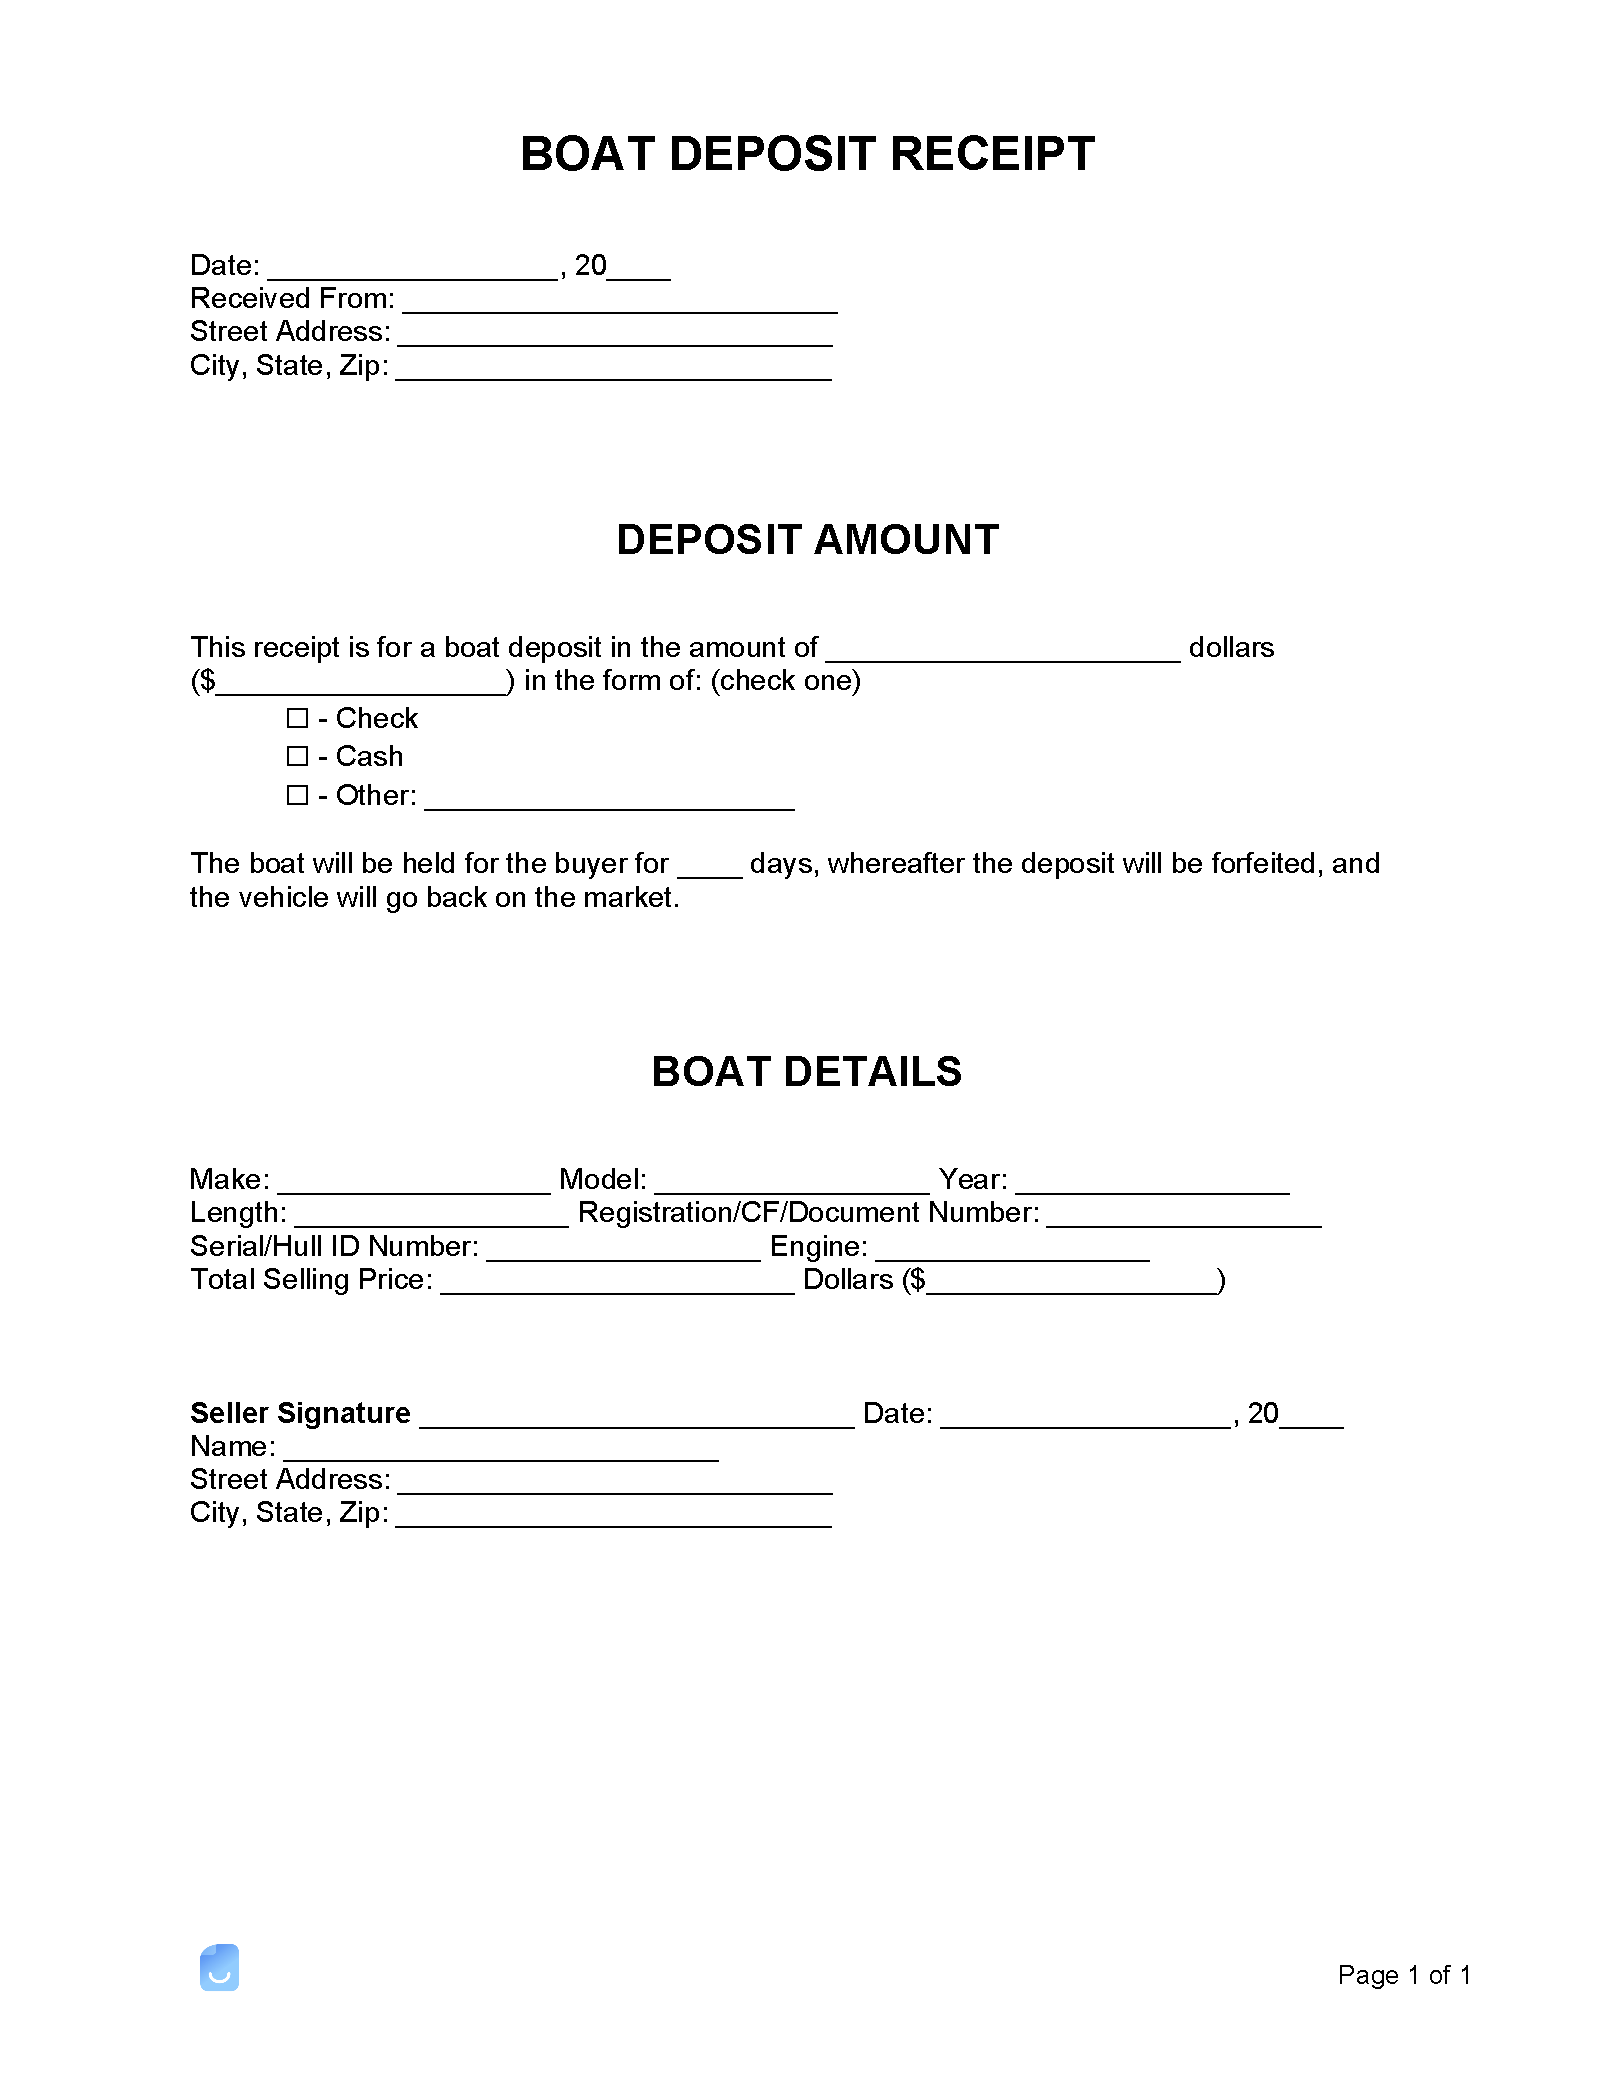 BOAT DEPOSIT RECEIPT
Date: __________________, 20____
Received From: ___________________________
Street Address: ___________________________
City, State, Zip: ___________________________
DEPOSIT AMOUNT
This receipt is for a boat deposit in the amount of ______________________ dollars
($__________________) in the form of: (check one)
☐ - Check
☐ - Cash
☐ - Other: _______________________
The boat will be held for the buyer for ____ days, whereafter the deposit will be forfeited, and
the vehicle will go back on the market.
BOAT DETAILS
Make: _________________ Model: _________________ Year: _________________
Length: _________________ Registration/CF/Document Number: _________________
Serial/Hull ID Number: _________________ Engine: _________________
Total Selling Price: ______________________ Dollars ($__________________)
Seller Signature ___________________________ Date: __________________, 20____
Name: ___________________________
Street Address: ___________________________
City, State, Zip: ___________________________
Page 1 of 1